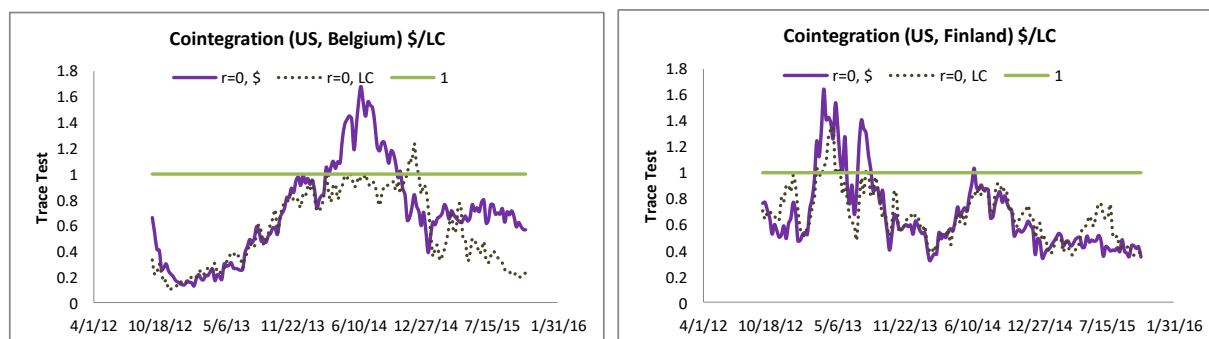 Cointegration (US, Belgium) $/LC
r=0, $ r=0, LC 1
Trace Test
1.8
1.6
1.4
1.2
1
0.8
0.6
0.4
0.2
0
4/1/12 10/18/12 5/6/13 11/22/13 6/10/14 12/27/14 7/15/15 1/31/16
Cointegration (US, Finland) $/LC
r=0, $ r=0, LC 1
Trace Test
1.8
1.6
1.4
1.2
1
0.8
0.6
0.4
0.2
0
4/1/12 10/18/12 5/6/13 11/22/13 6/10/14 12/27/14 7/15/15 1/31/16